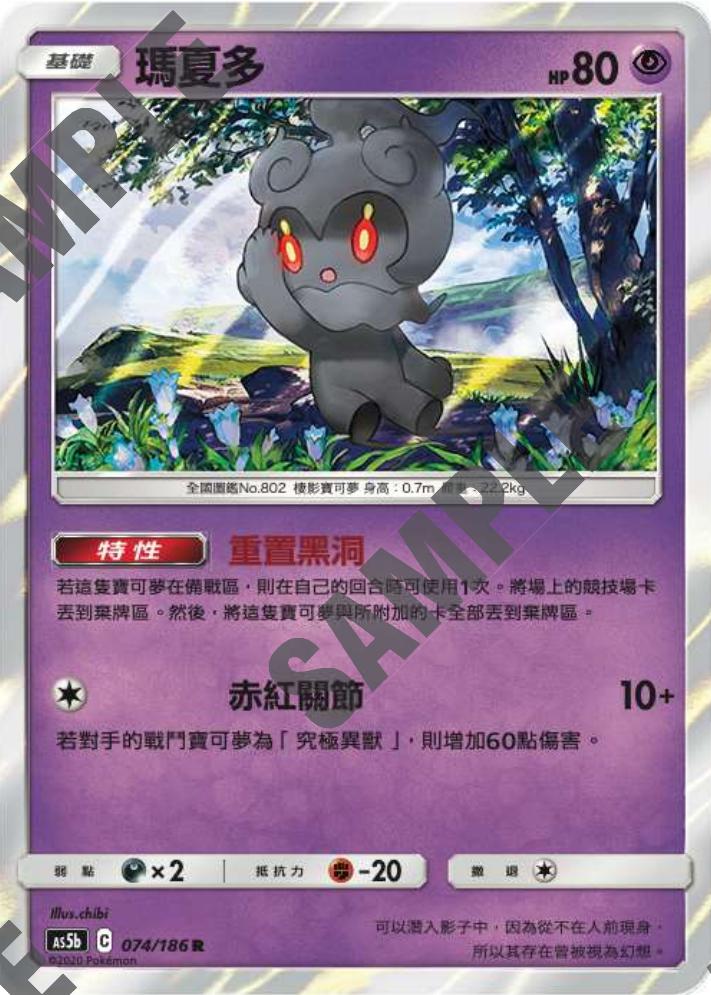 基礎 瑪夏多 HP80
全國圖鑑No.802 棲影寶可夢 身高：0.7m 體重：22.2kg
特性 重置黑洞
若這隻寶可夢在備戰區，則在自己的回合時可使用1次。將場上的競技場卡
丟到棄牌區。然後，將這隻寶可夢與所附加的卡全部丟到棄牌區。
赤紅關節 10+
若對手的戰鬥寶可夢為「究極異獸」，則增加60點傷害。
弱點 ×2 抵抗力 -20 撤退
Illus.chibi
AS5b C 074/186 R
©2020 Pokémon
可以潛入影子中，因為從不在人前現身，
所以其存在曾被視為幻想。
SAMPLE
SAMPLE